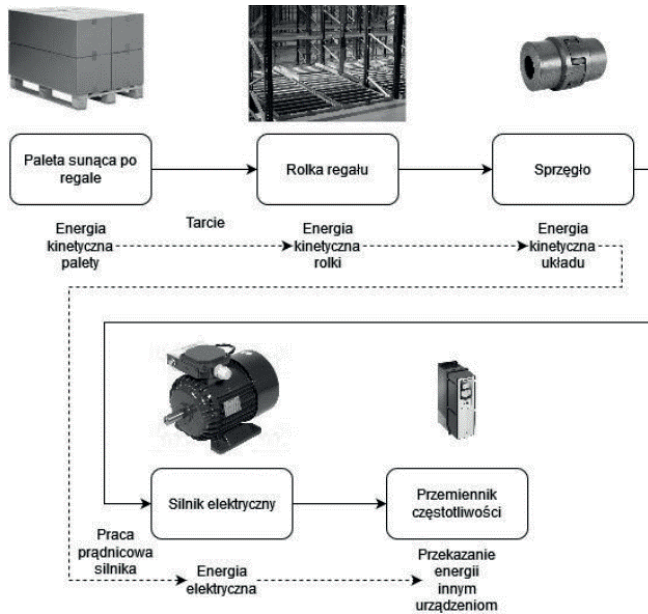 Paleta sunąca po
regale
Rolka regału
Sprzęgło
Energia
kinetyczna
palety
Tarcie
Energia
kinetyczna
rolki
Energia
kinetyczna
układu
Silnik elektryczny
Przemiennik
częstotliwości
Praca
prądnicowa
silnika
Energia
elektryczna
Przekazanie
energii
innym
urządzeniom